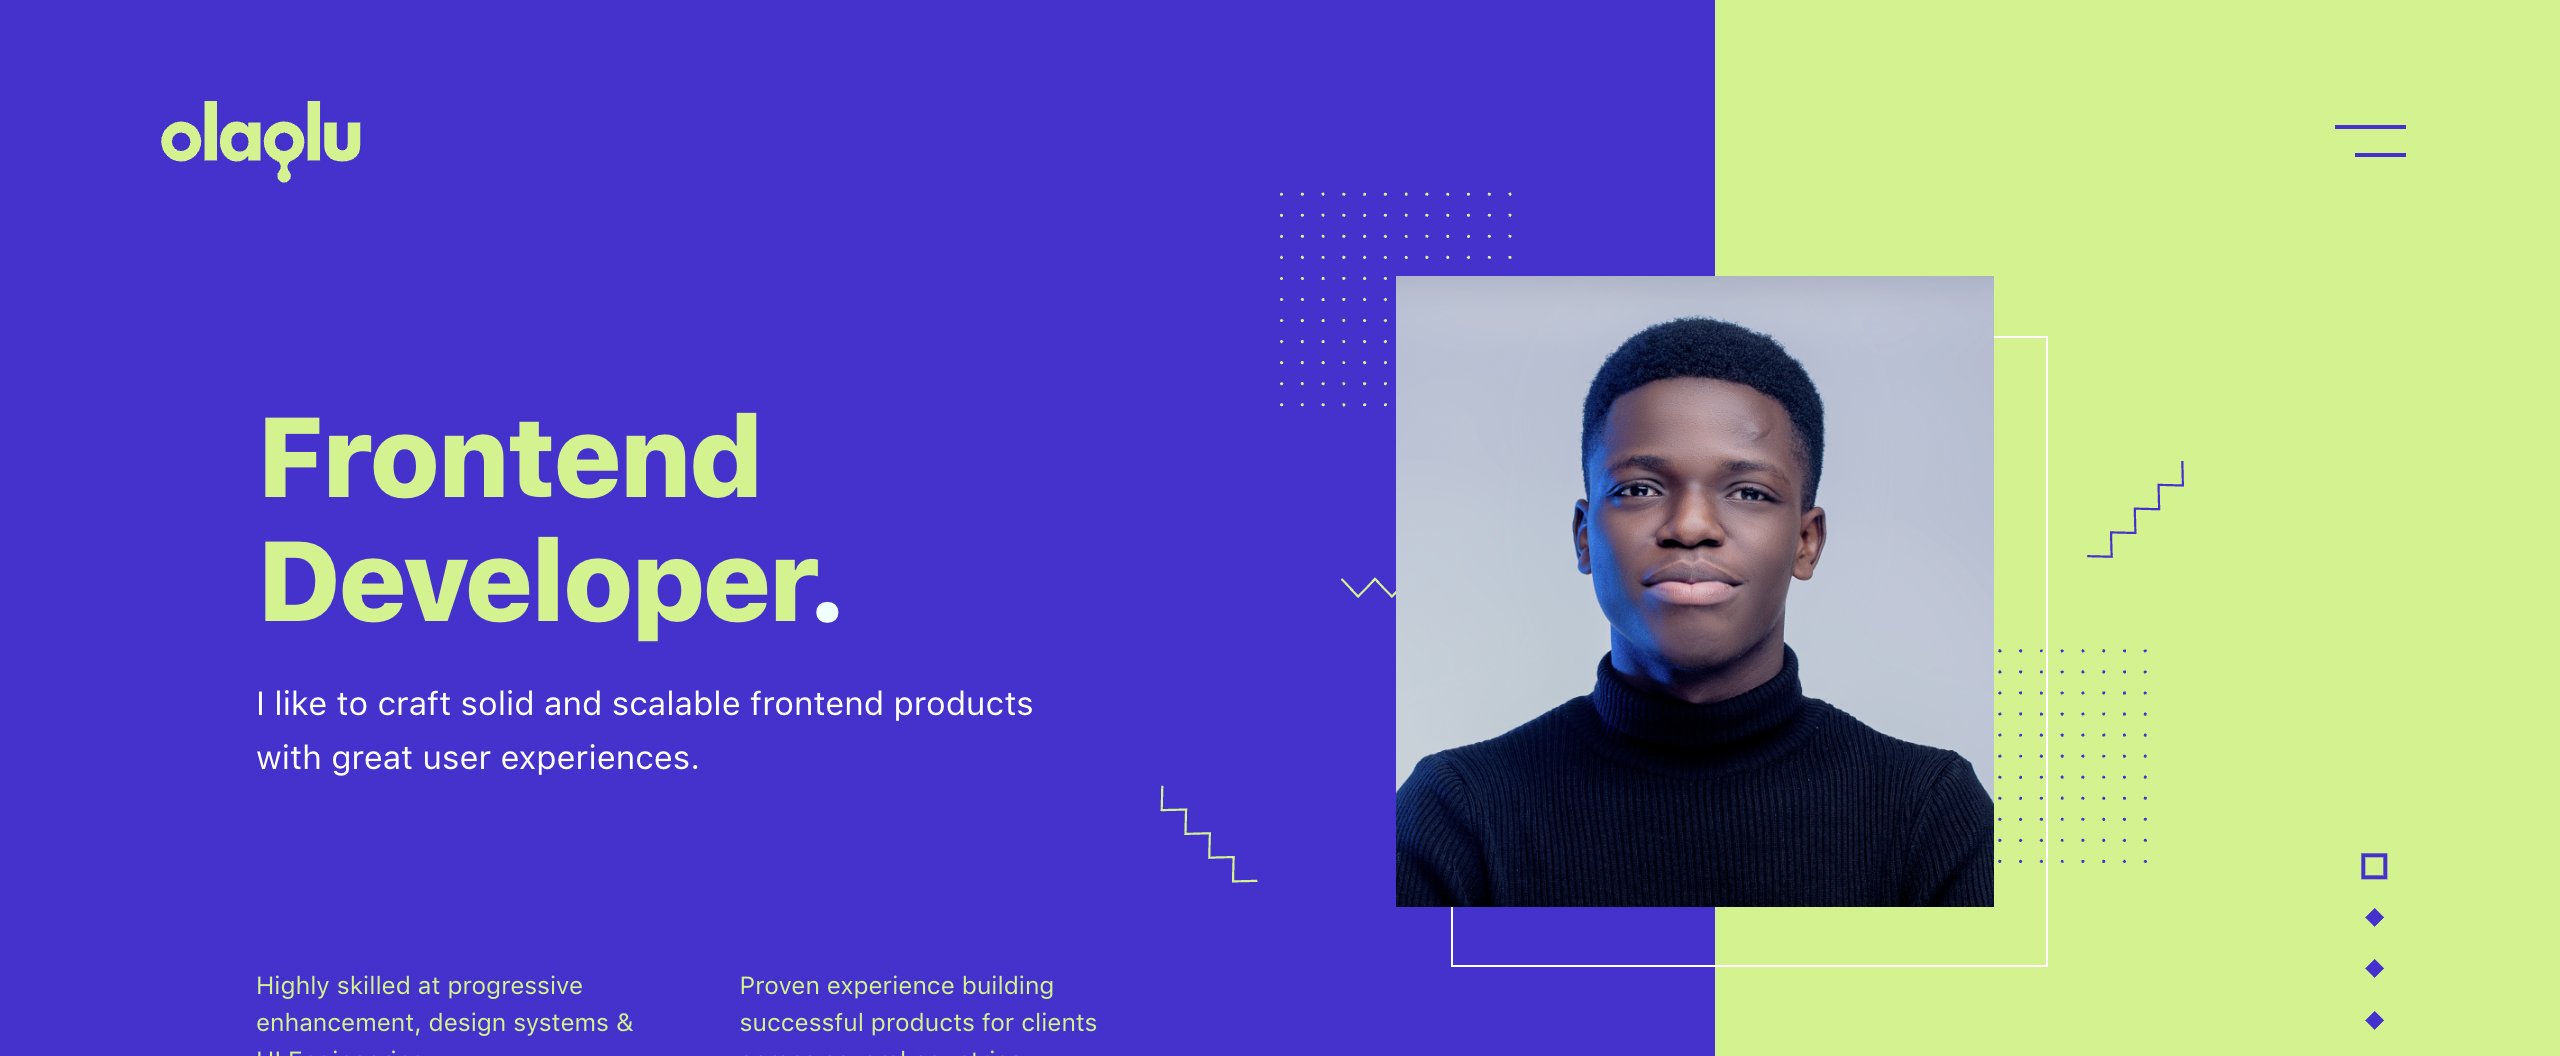 olaolu
Frontend
Developer.
I like to craft solid and scalable frontend products
with great user experiences.
Highly skilled at progressive
enhancement, design systems &
Proven experience building
successful products for clients